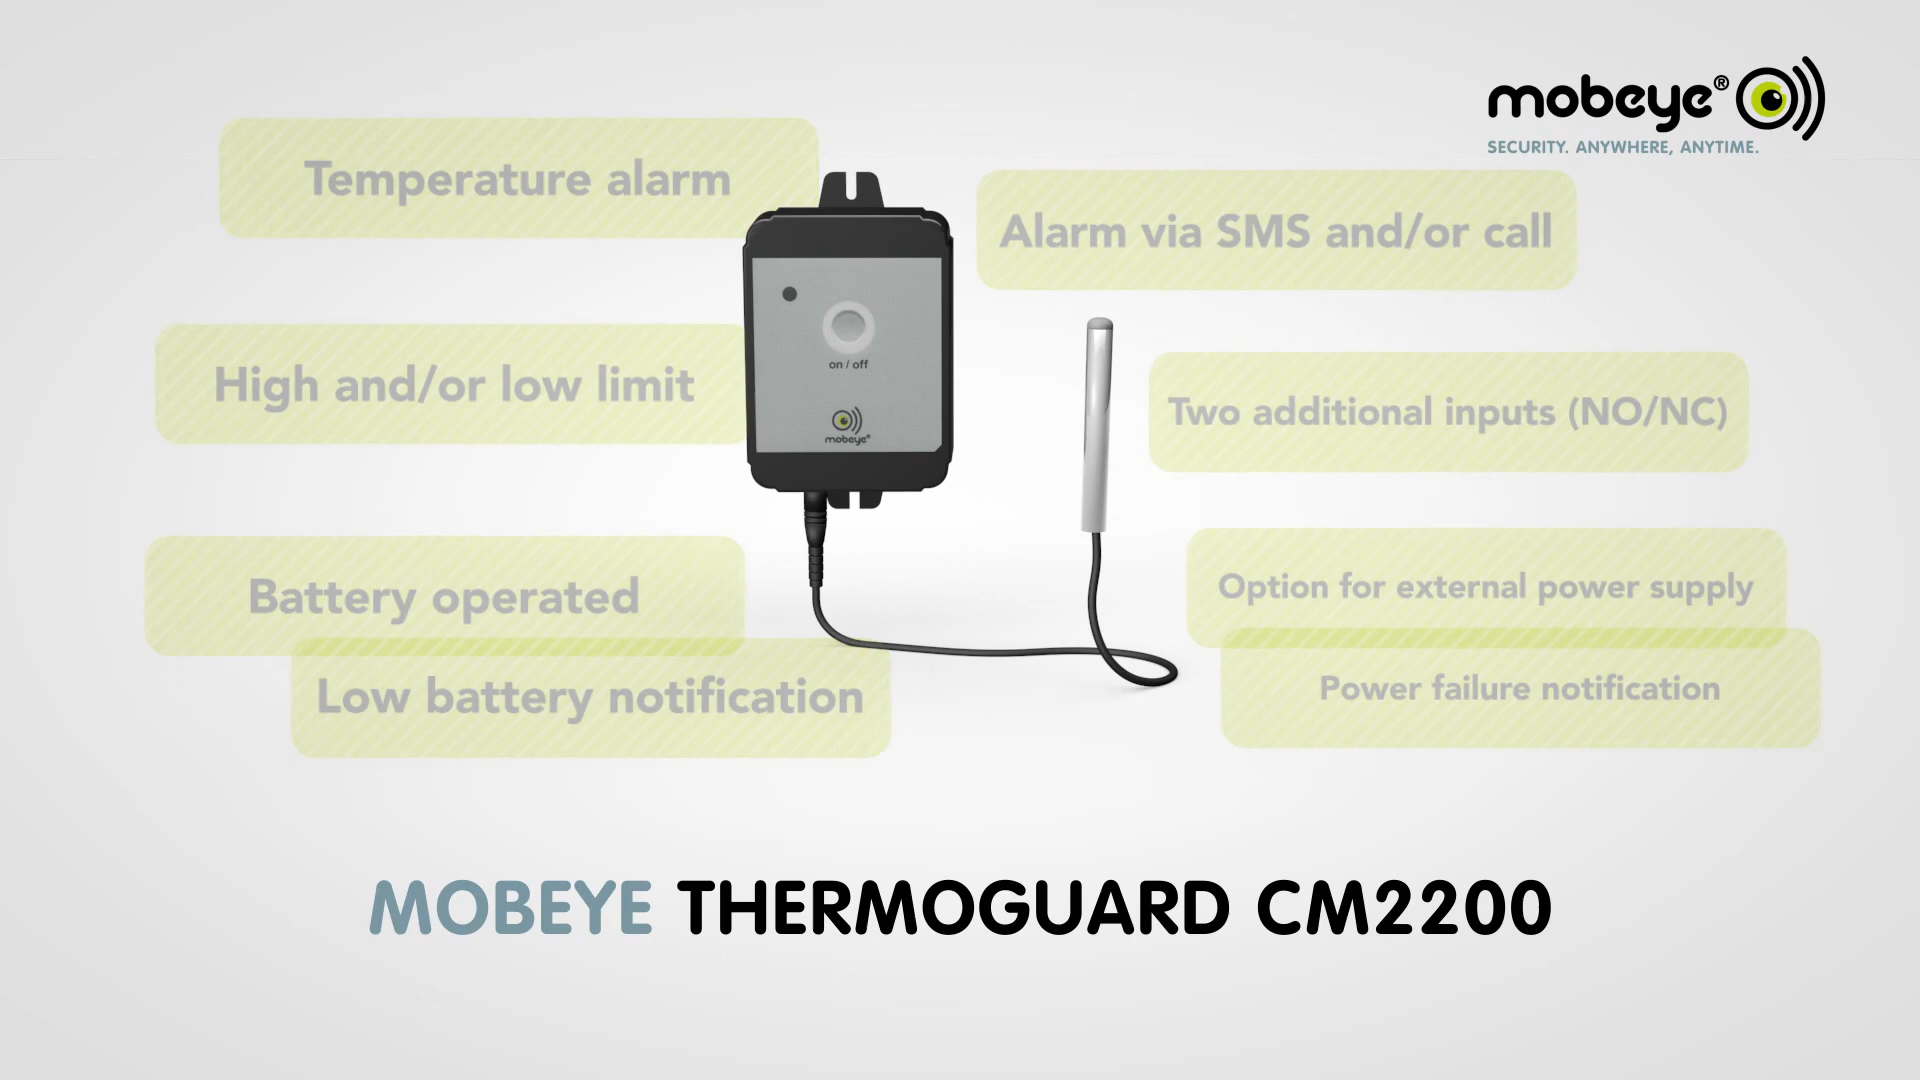 mobeye®
SECURITY. ANYWHERE, ANYTIME.
Temperature alarm
Alarm via SMS and/or call
High and/or low limit
on / off
Two additional inputs (NO/NC)
mobeye®
Battery operated
Option for external power supply
Low battery notification
Power failure notification
MOBEYE THERMOGUARD CM2200